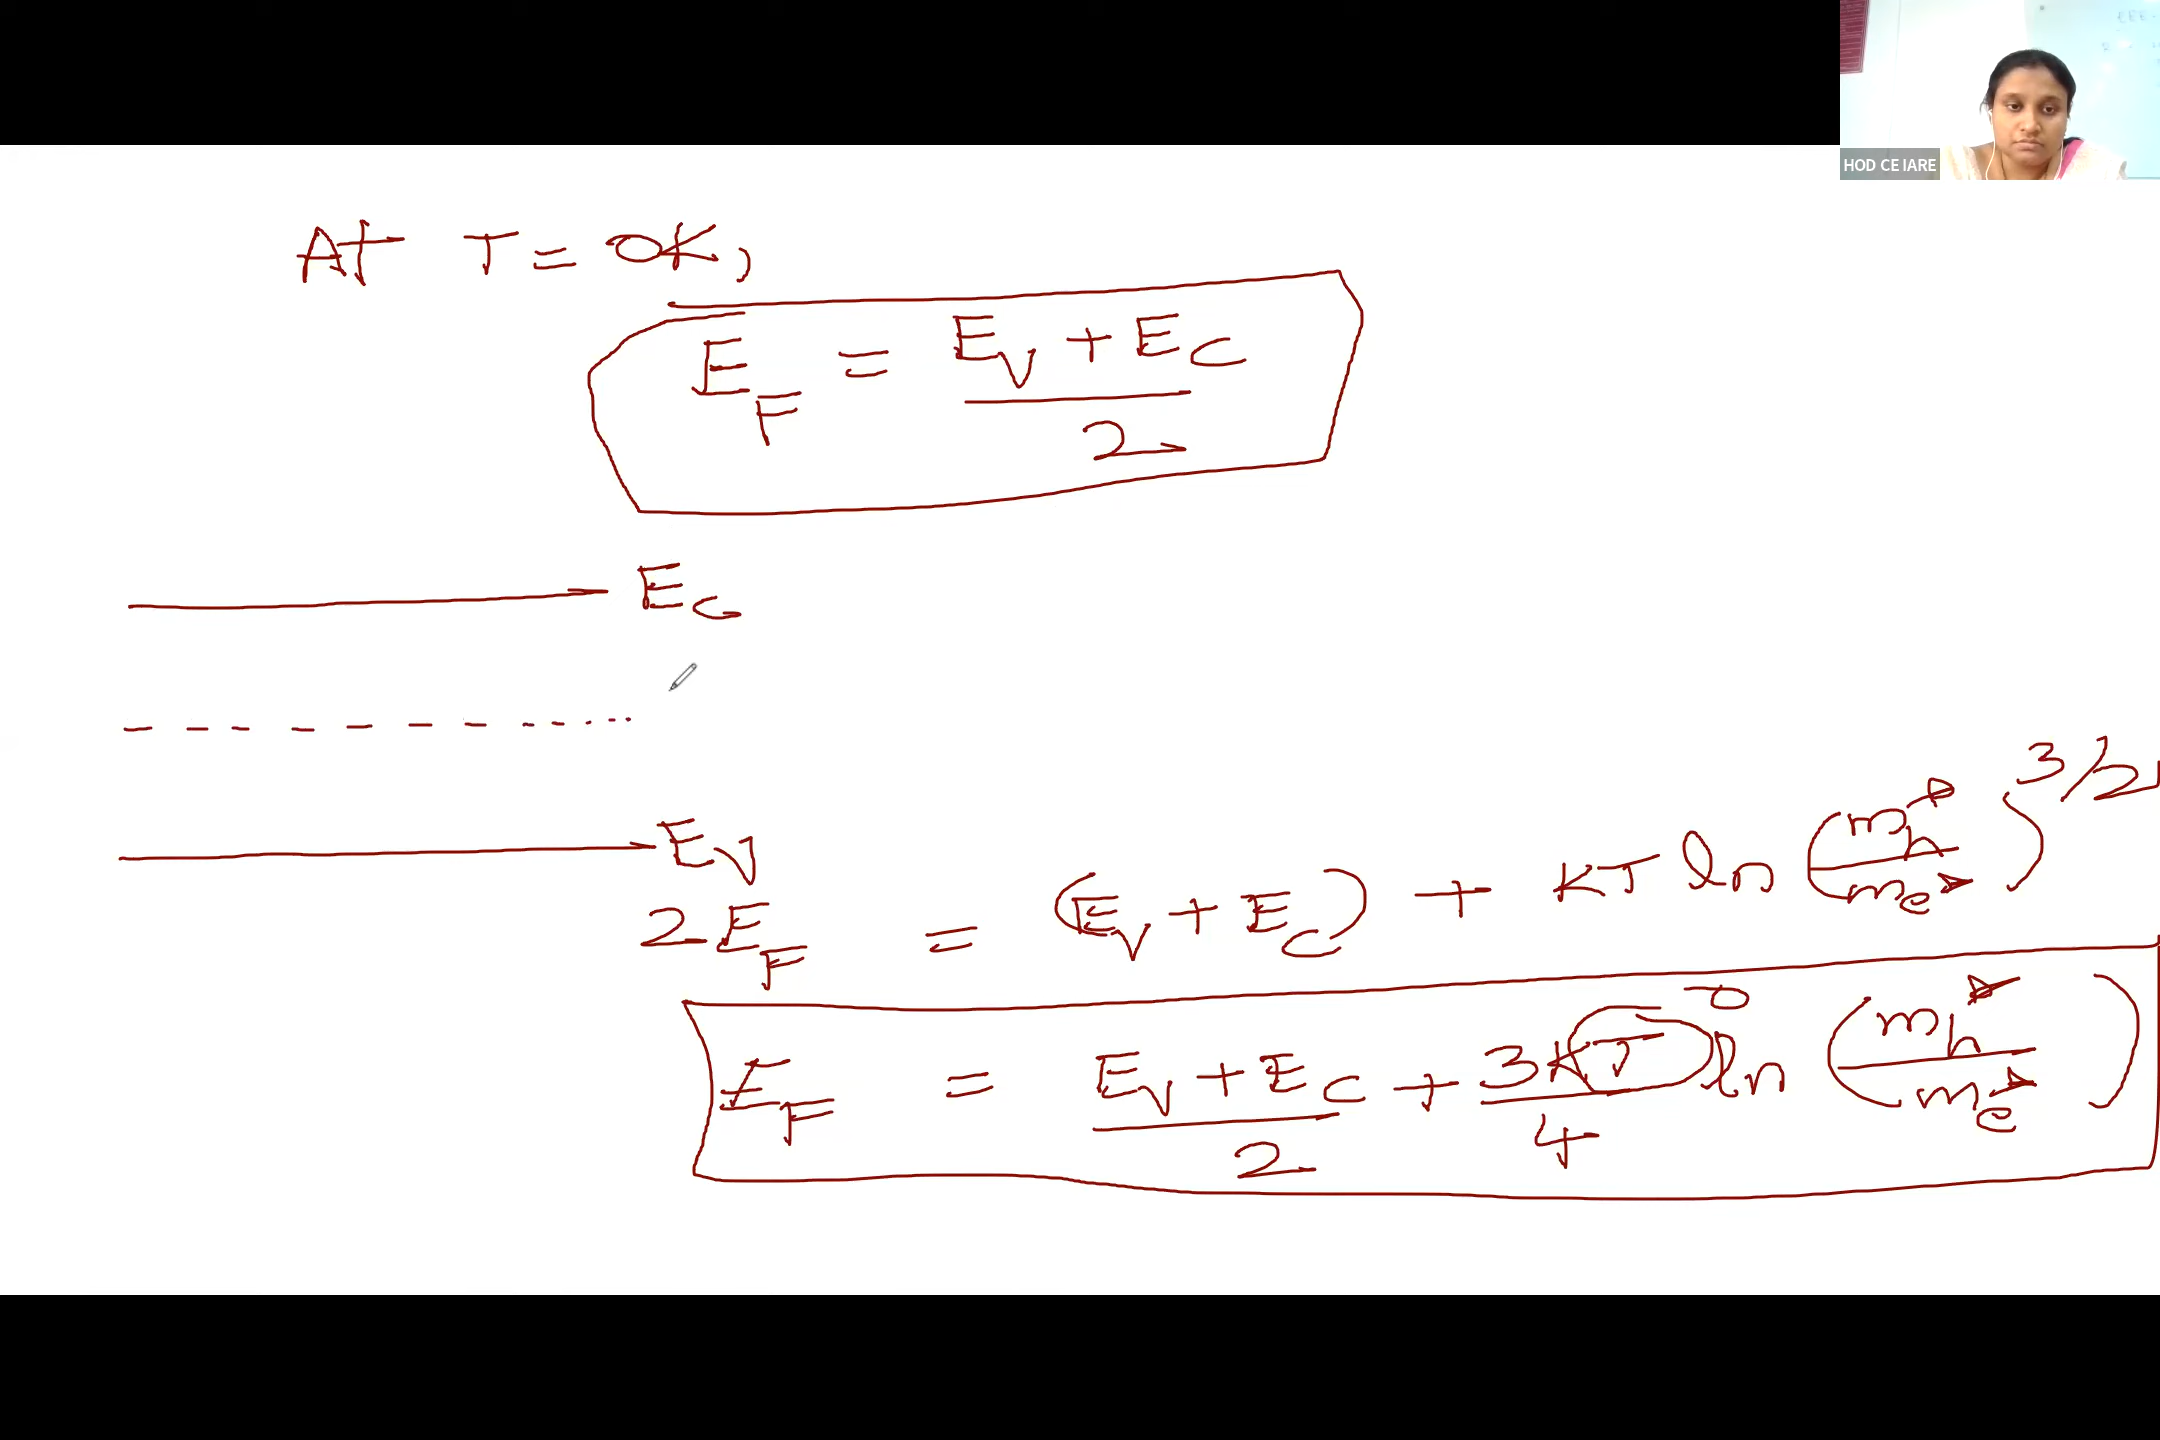 HOD CE IARE
At T = 0K,
E_F = (E_V + E_C)/2
E_C
E_V
2E_F = (E_V + E_C) + KT ln (m_h*/m_e*)^3/2
0
E_F = (E_V + E_C)/2 + 3KT/4 ln (m_h*/m_e*)